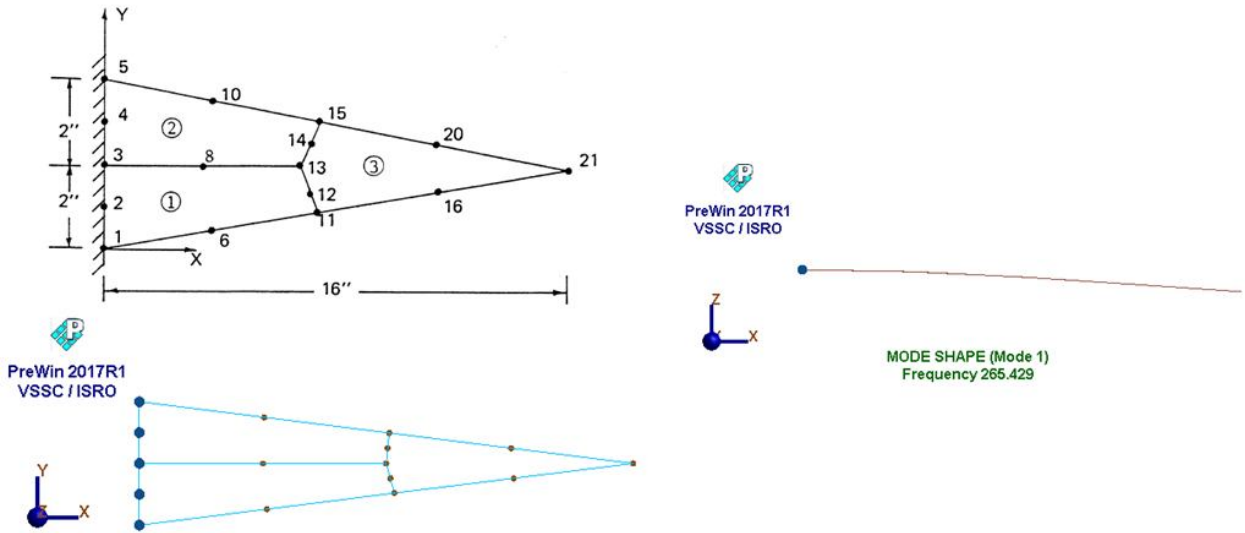 Y
5
10
15
4
14
20
2"
②
21
3
8
13
③
12
2"
2
①
16
11
1
6
X
16"
P
PreWin 2017R1
VSSC / ISRO
Y
Z
X
P
PreWin 2017R1
VSSC / ISRO
Z
X
MODE SHAPE (Mode 1)
Frequency 265.429